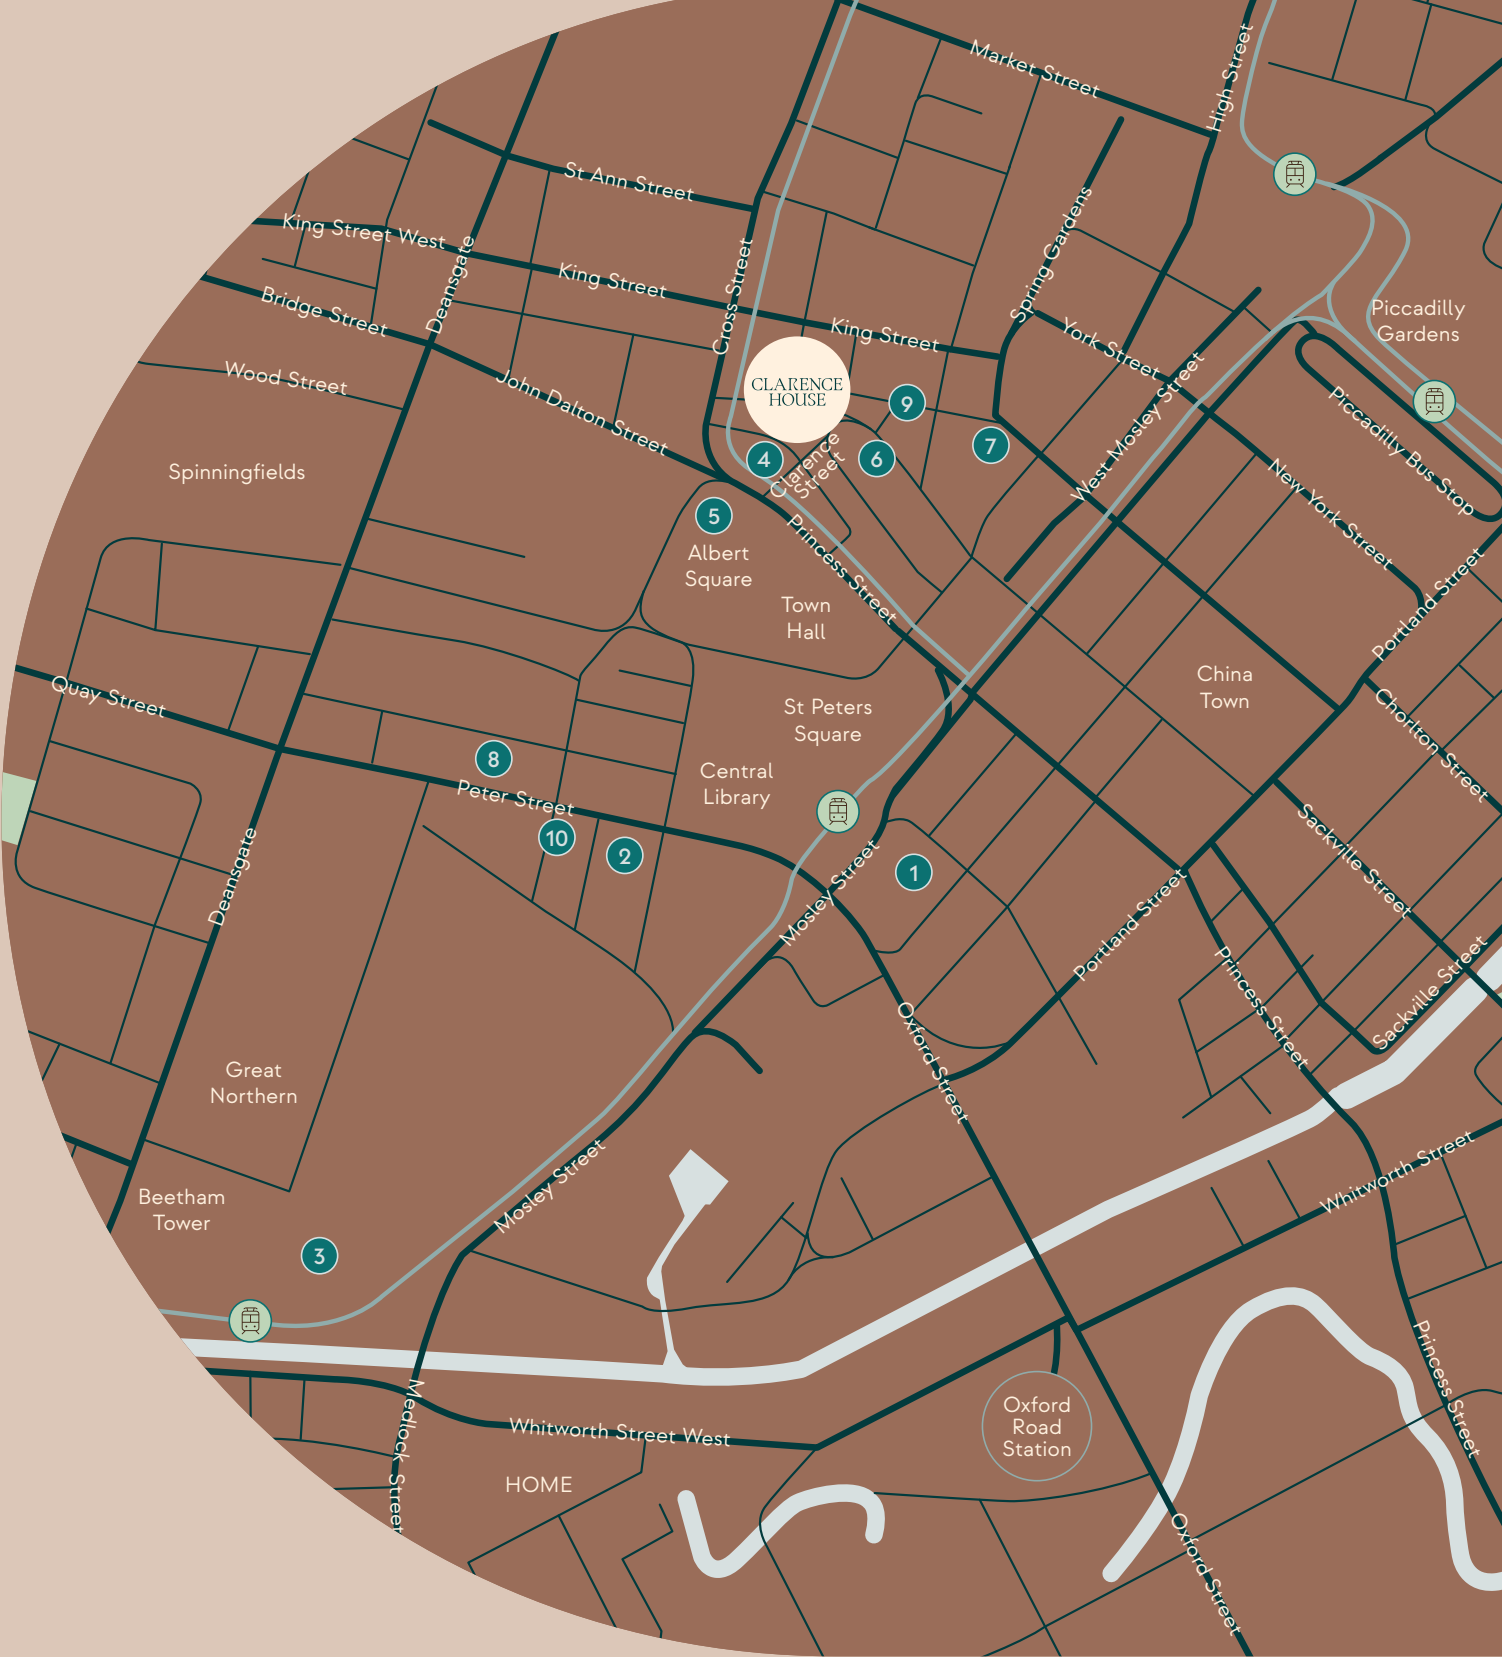 Market Street
High Street
St Ann Street
King Street West
Deansgate
King Street
Cross Street
Spring Gardens
Bridge Street
King Street
York Street
Piccadilly
Gardens
Wood Street
John Dalton Street
CLARENCE
HOUSE
9
West Mosley Street
Piccadilly Bus Stop
Spinningfields
4
Clarence
Street
6
7
New York Street
5
Albert
Square
Princess Street
Portland Street
Town
Hall
Quay Street
St Peters
Square
China
Town
Chorlton Street
8
Peter Street
Central
Library
10
2
1
Mosley Street
Sackville Street
Deansgate
Portland Street
Princess Street
Sackville Street
Oxford Street
Great
Northern
Mosley Street
Whitworth Street
Beetham
Tower
3
Princess Street
Medlock Street
Whitworth Street West
Oxford
Road
Station
HOME
Oxford Street